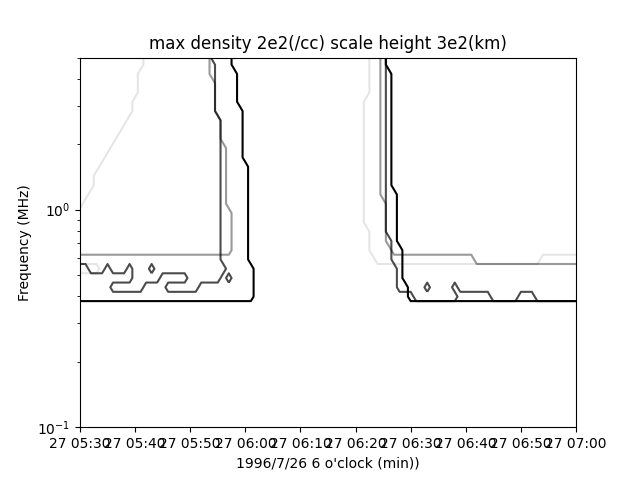 max density 2e2(/cc) scale height 3e2(km)
Frequency (MHz)
10⁰
10⁻¹
27 05:30 27 05:40 27 05:50 27 06:00 27 06:10 27 06:20 27 06:30 27 06:40 27 06:50 27 07:00
1996/7/26 6 o'clock (min))